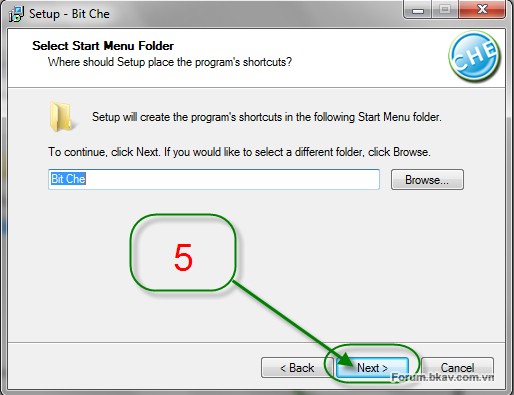 Setup - Bit Che
Select Start Menu Folder
Where should Setup place the program's shortcuts?
CHE
Setup will create the program's shortcuts in the following Start Menu folder.
To continue, click Next. If you would like to select a different folder, click Browse.
Bit Che
Browse...
5
< Back
Next >
Cancel
Forum.bkav.com.vn